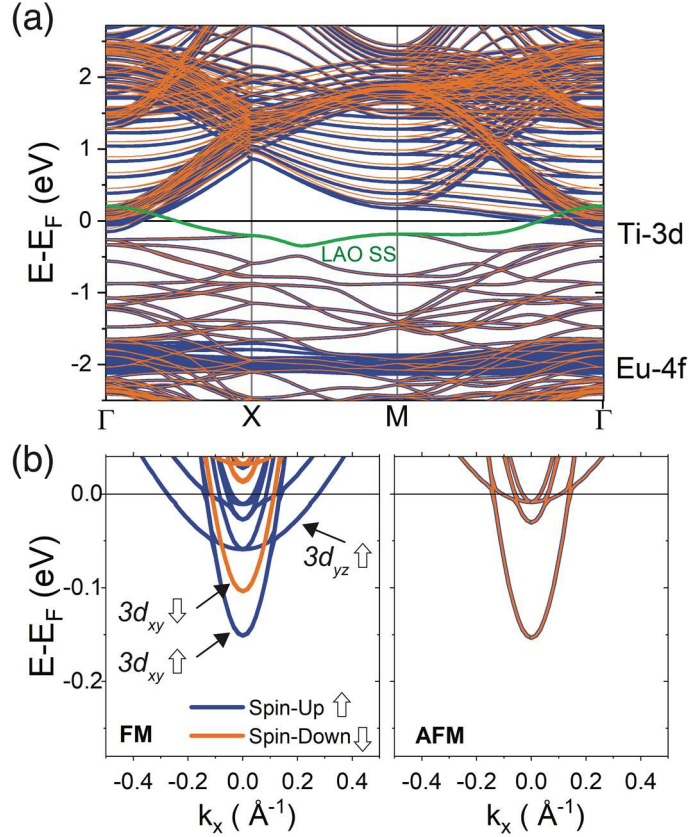 (a)
E-E_F (eV)
2
1
0
-1
-2
LAO SS
Ti-3d
Eu-4f
Γ X M Γ
(b)
E-E_F (eV)
0.0
-0.1
-0.2
3d_yz ⇧
3d_xy ⇩
3d_xy ⇧
Spin-Up ⇧
Spin-Down ⇩
FM
AFM
-0.4 -0.2 0.0 0.2 0.4
-0.4 -0.2 0.0 0.2 0.4
k_x ( Å⁻¹)
k_x ( Å⁻¹)